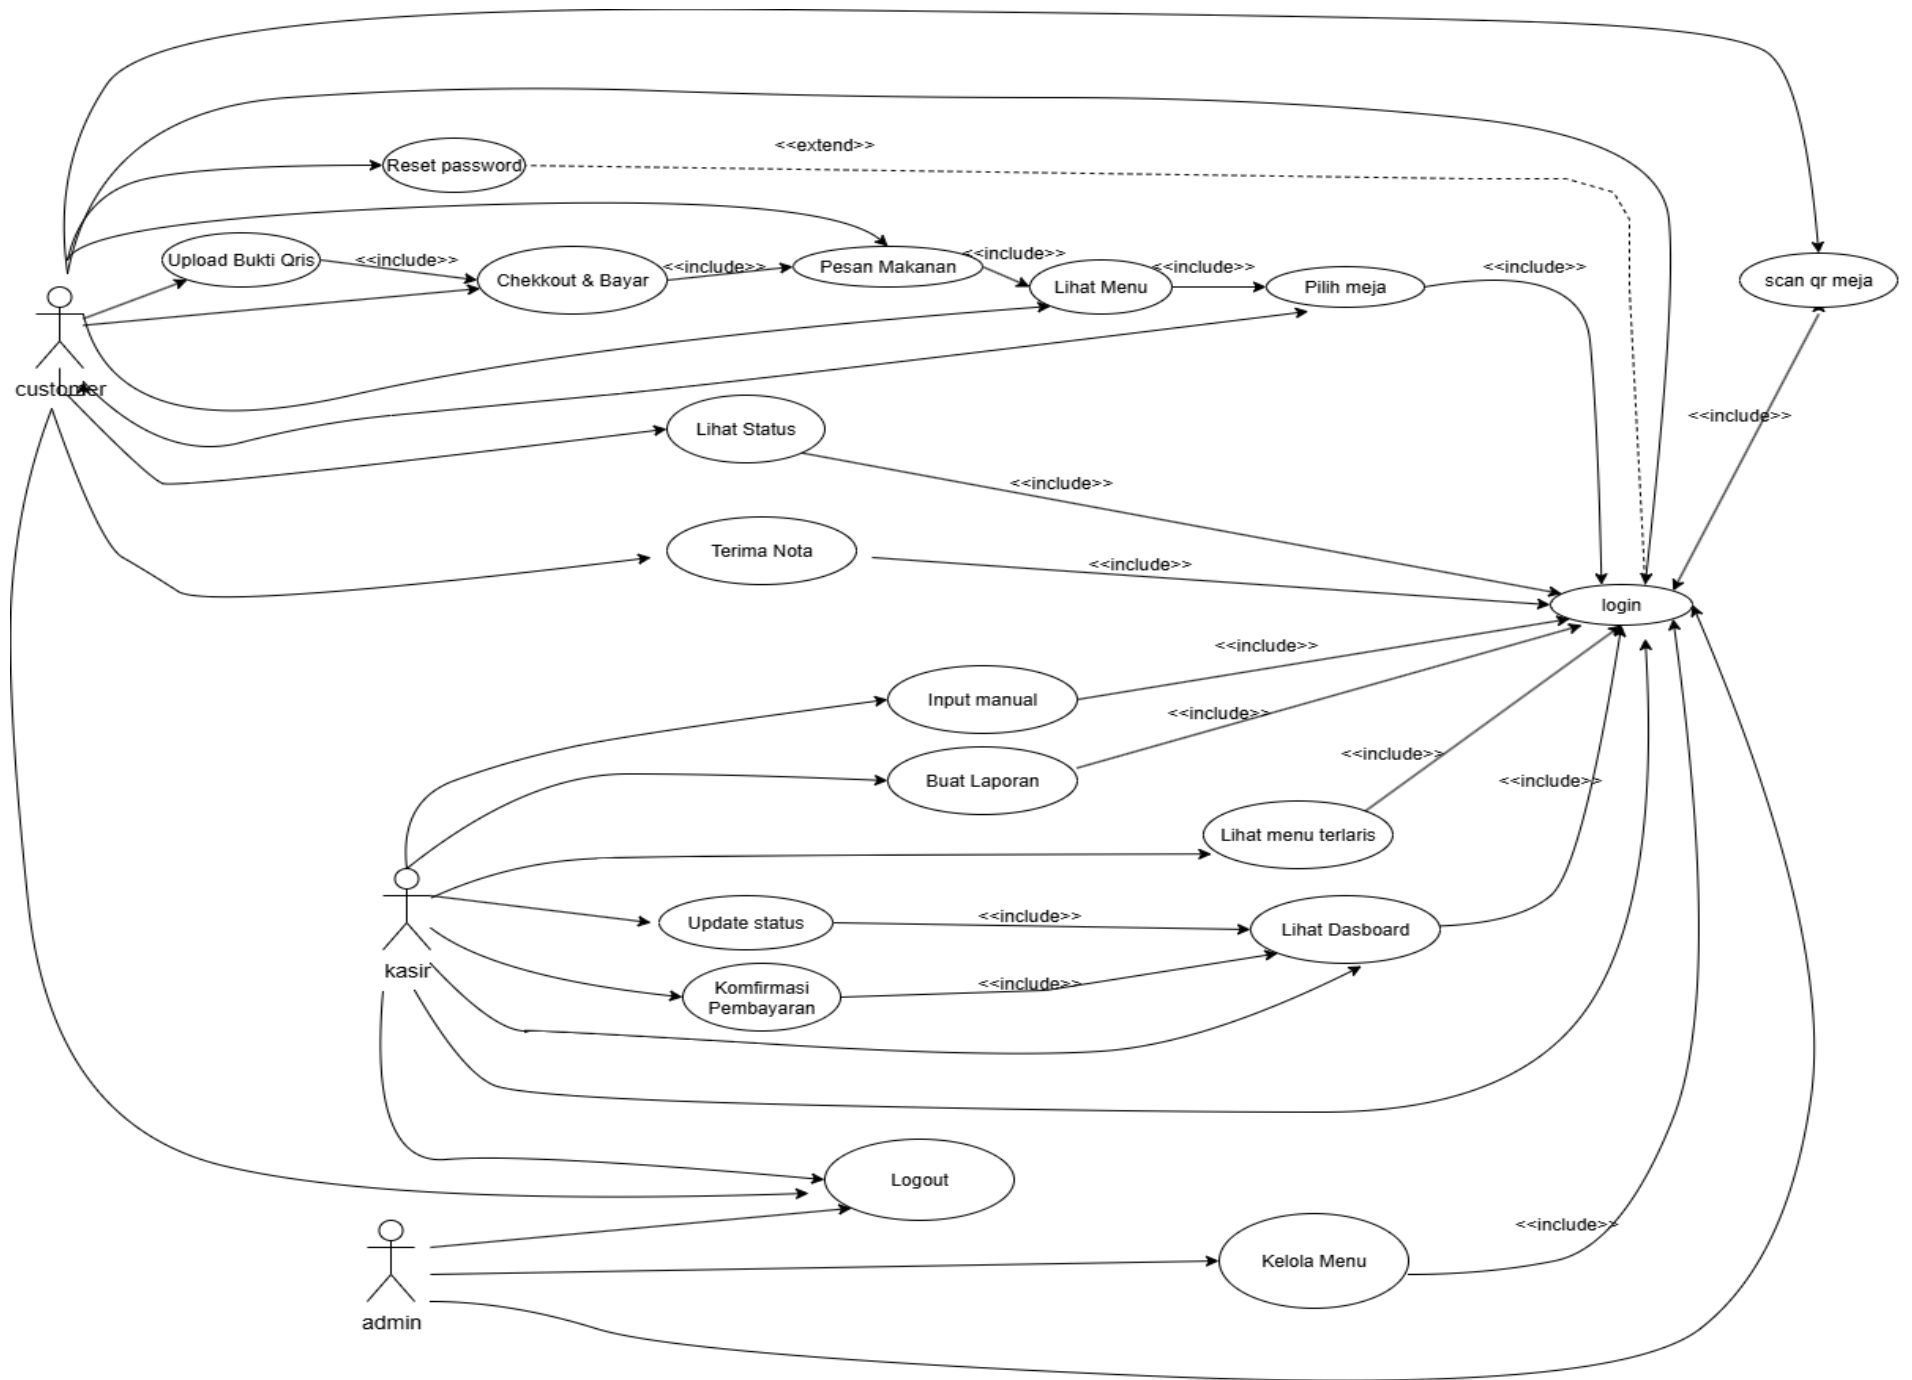 <<extend>>
Reset password
Upload Bukti Qris
<<include>>
Chekkout & Bayar
<<include>>
Pesan Makanan
<<include>>
Lihat Menu
<<include>>
Pilih meja
<<include>>
scan qr meja
customer
<<include>>
Lihat Status
<<include>>
Terima Nota
<<include>>
login
<<include>>
Input manual
<<include>>
Buat Laporan
<<include>>
<<include>>
Lihat menu terlaris
Update status
<<include>>
Lihat Dasboard
kasir
Komfirmasi
Pembayaran
<<include>>
Logout
<<include>>
Kelola Menu
admin